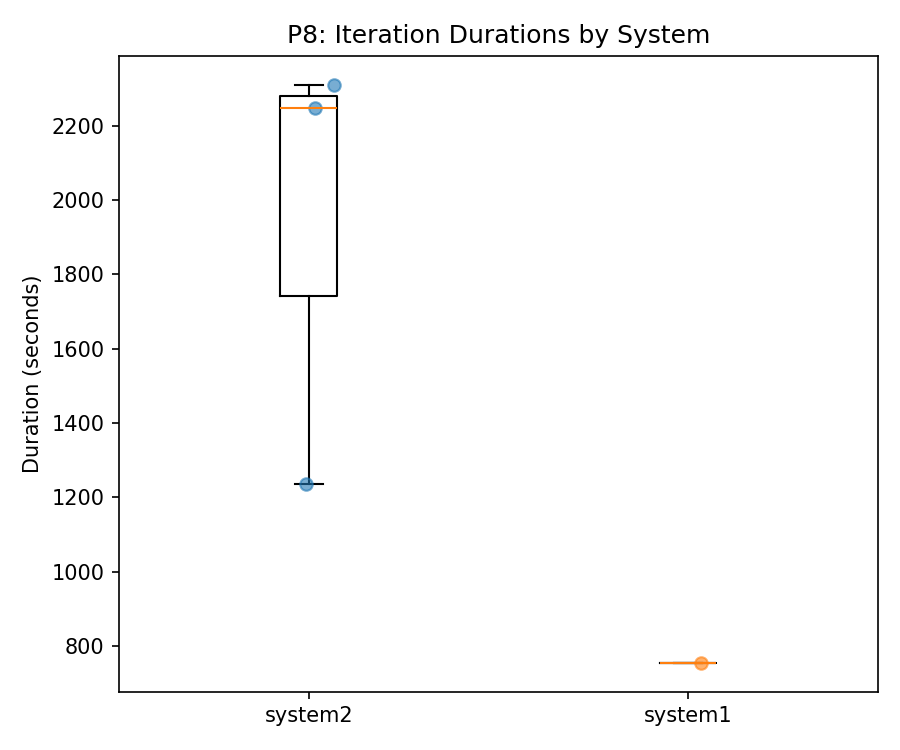 P8: Iteration Durations by System
Duration (seconds)
2200
2000
1800
1600
1400
1200
1000
800
system2
system1